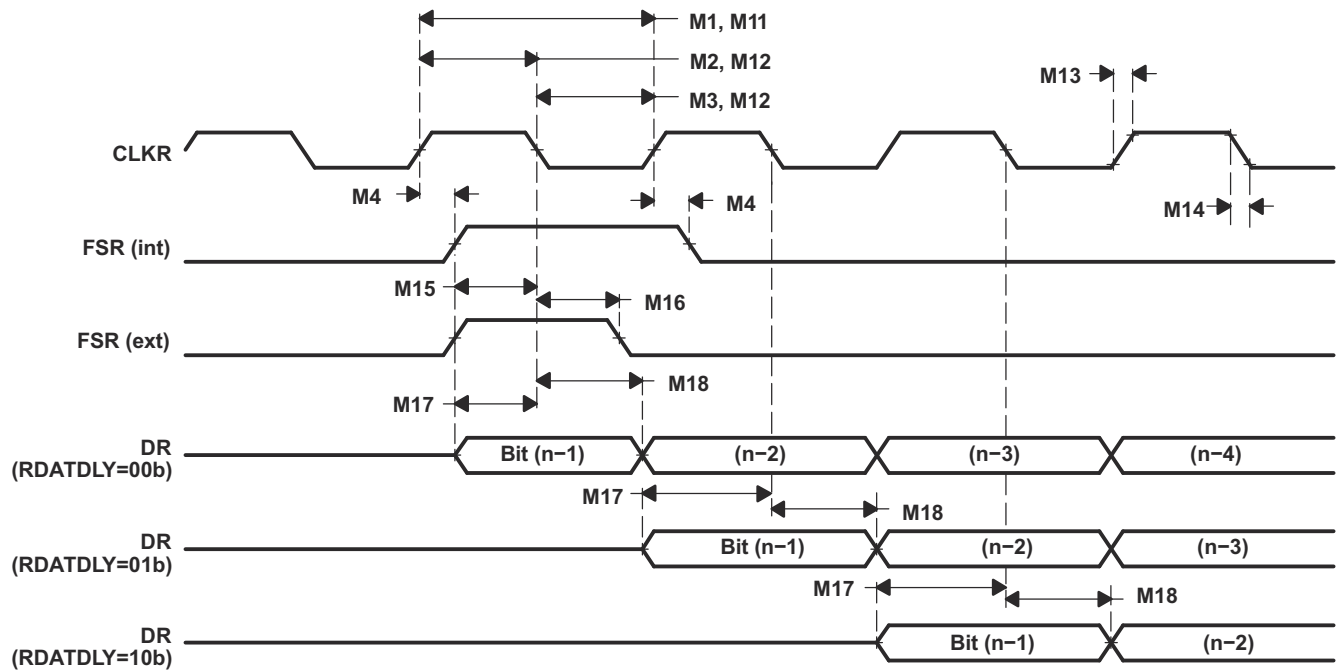 M1, M11
M2, M12
M3, M12
M13
CLKR
M4
M4
M14
FSR (int)
M15
M16
FSR (ext)
M18
M17
DR
(RDATDLY=00b)
Bit (n−1)
(n−2)
(n−3)
(n−4)
M17
M18
DR
(RDATDLY=01b)
Bit (n−1)
(n−2)
(n−3)
M17
M18
DR
(RDATDLY=10b)
Bit (n−1)
(n−2)